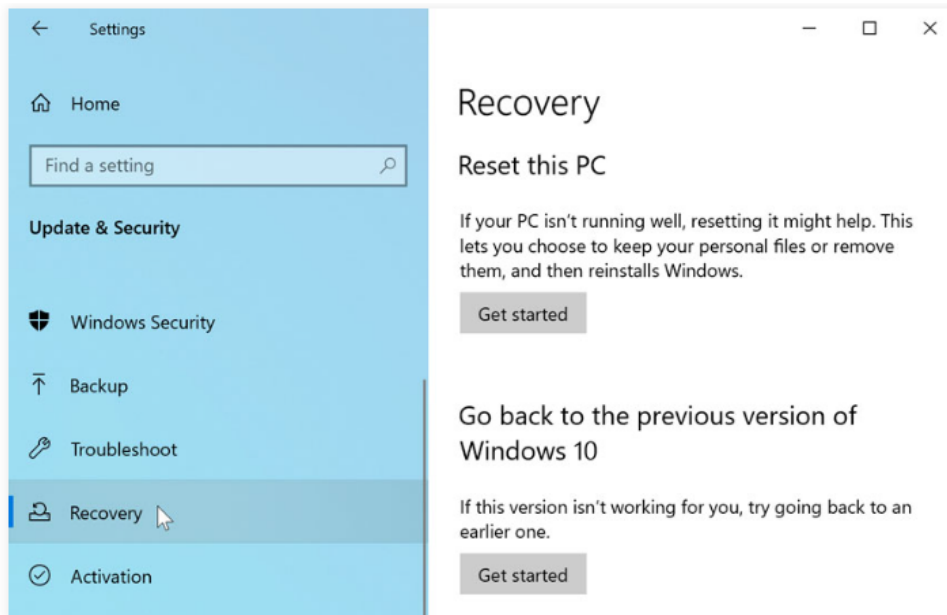 Settings
Home
Find a setting
Update & Security
Windows Security
Backup
Troubleshoot
Recovery
Activation
Recovery
Reset this PC
If your PC isn't running well, resetting it might help. This
lets you choose to keep your personal files or remove
them, and then reinstalls Windows.
Get started
Go back to the previous version of
Windows 10
If this version isn't working for you, try going back to an
earlier one.
Get started